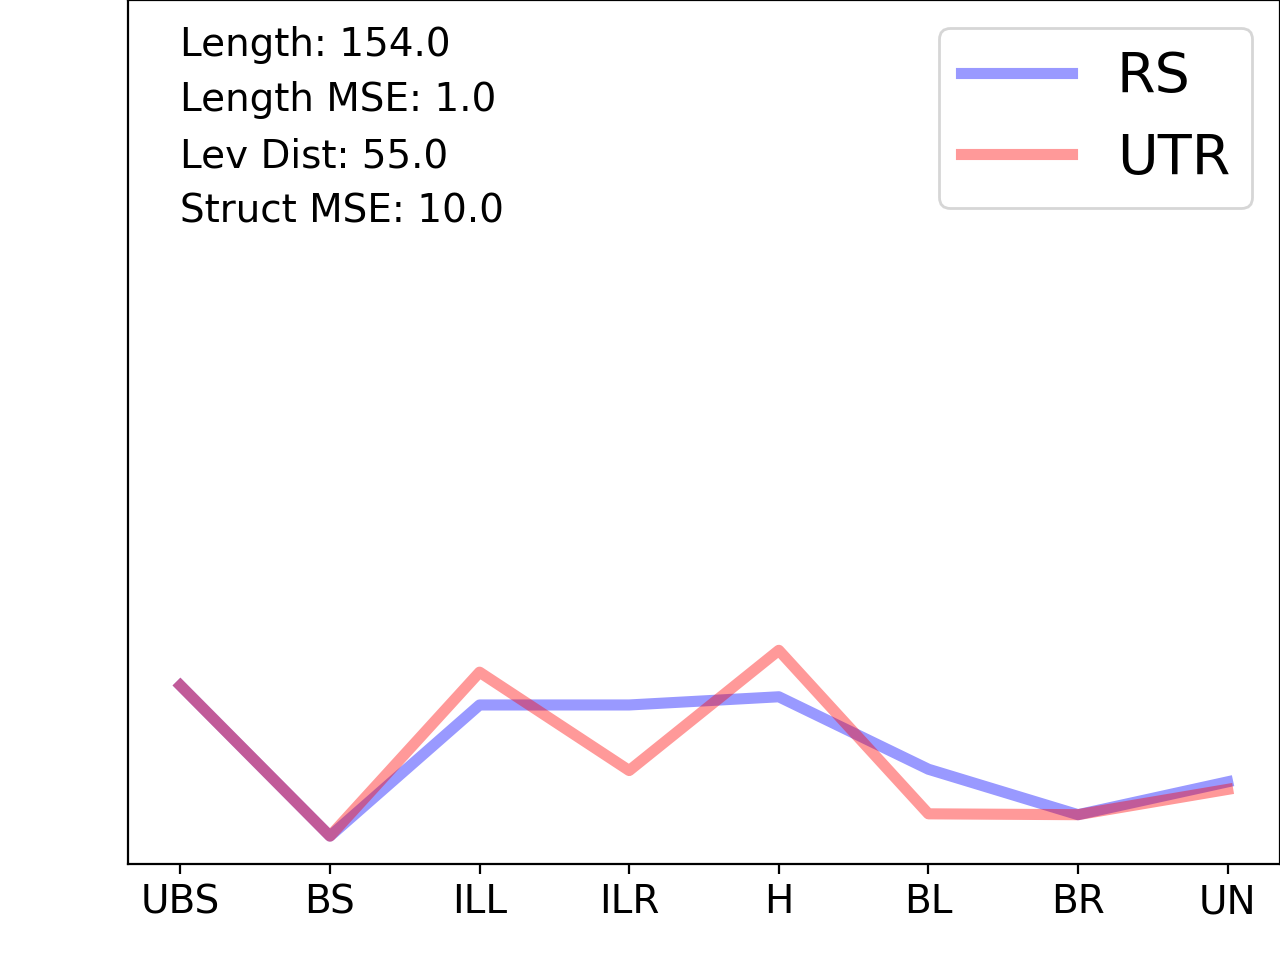 Length: 154.0
Length MSE: 1.0
Lev Dist: 55.0
Struct MSE: 10.0
RS
UTR
UBS BS ILL ILR H BL BR UN